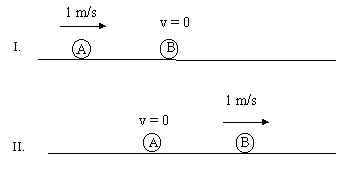 1 m/s
v = 0
I. A B
1 m/s
v = 0
II. A B